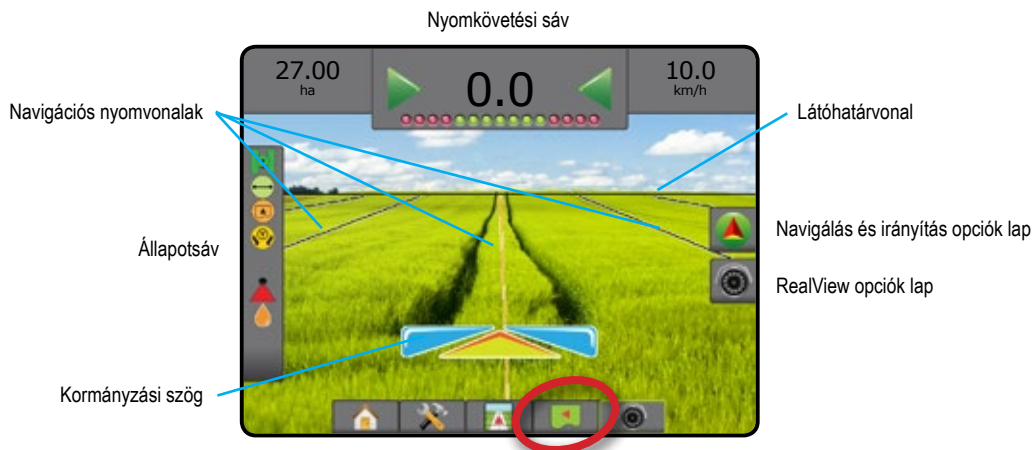 Nyomkövetési sáv
27.00
ha
0.0
10.0
km/h
Navigációs nyomvonalak
Látóhatárvonal
Állapotsáv
Navigálás és irányítás opciók lap
RealView opciók lap
Kormányzási szög